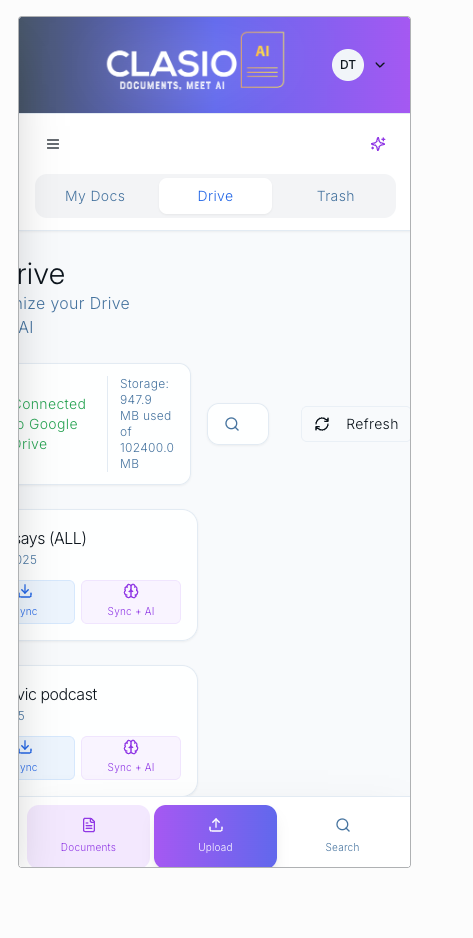 CLASIO
AI
DOCUMENTS, MEET AI
DT
My Docs
Drive
Trash
rive
nize your Drive
AI
Connected
o Google
Drive
Storage:
947.9
MB used
of
102400.0
MB
Refresh
says (ALL)
025
ync
Sync + AI
vic podcast
5
ync
Sync + AI
Documents
Upload
Search